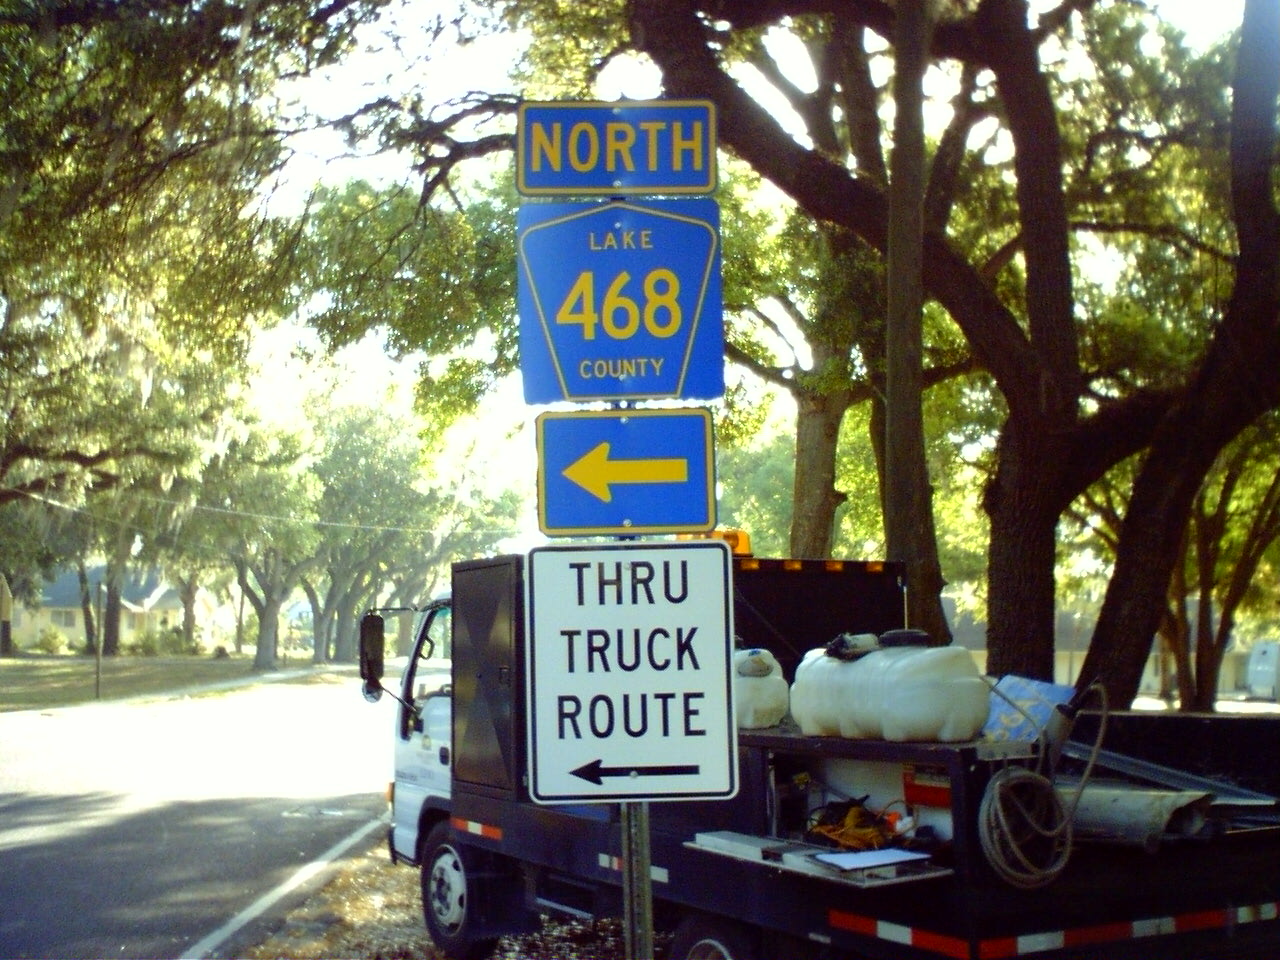 NORTH
LAKE
468
COUNTY
THRU
TRUCK
ROUTE